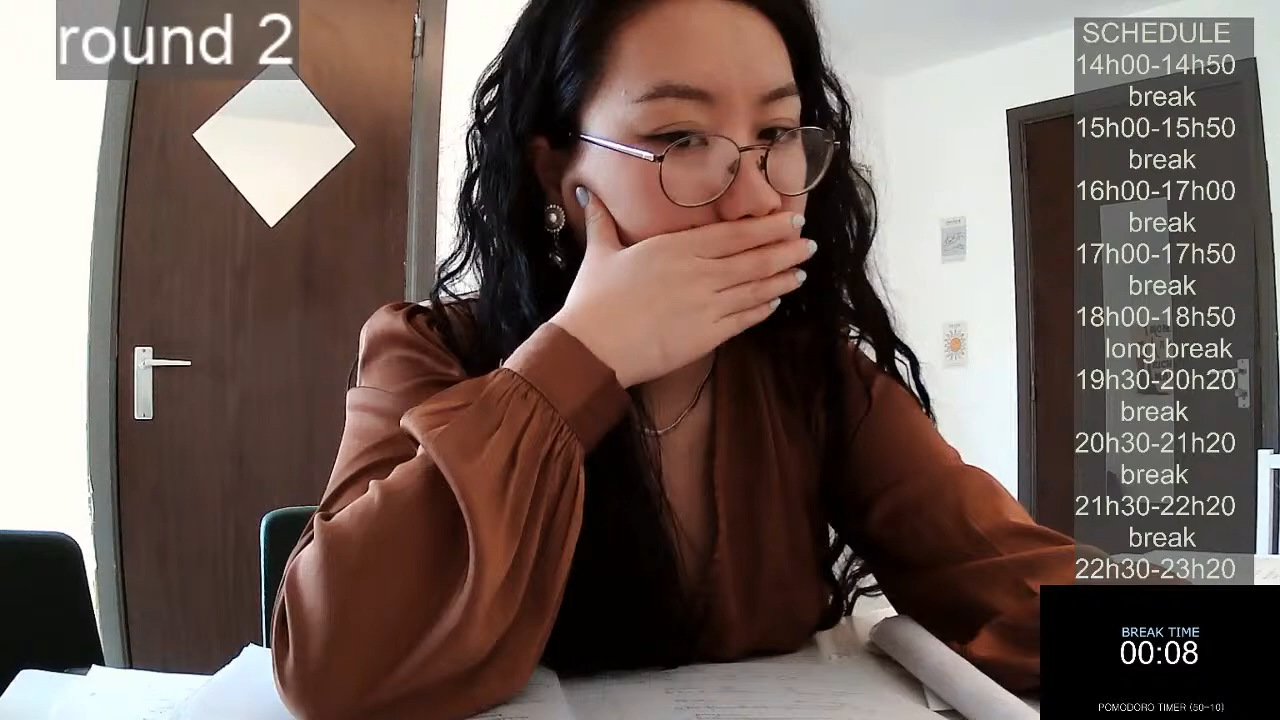 round 2
SCHEDULE
14h00-14h50
break
15h00-15h50
break
16h00-17h00
break
17h00-17h50
break
18h00-18h50
long break
19h30-20h20
break
20h30-21h20
break
21h30-22h20
break
22h30-23h20
BREAK TIME
00:08
POMODORO TIMER (50-10)